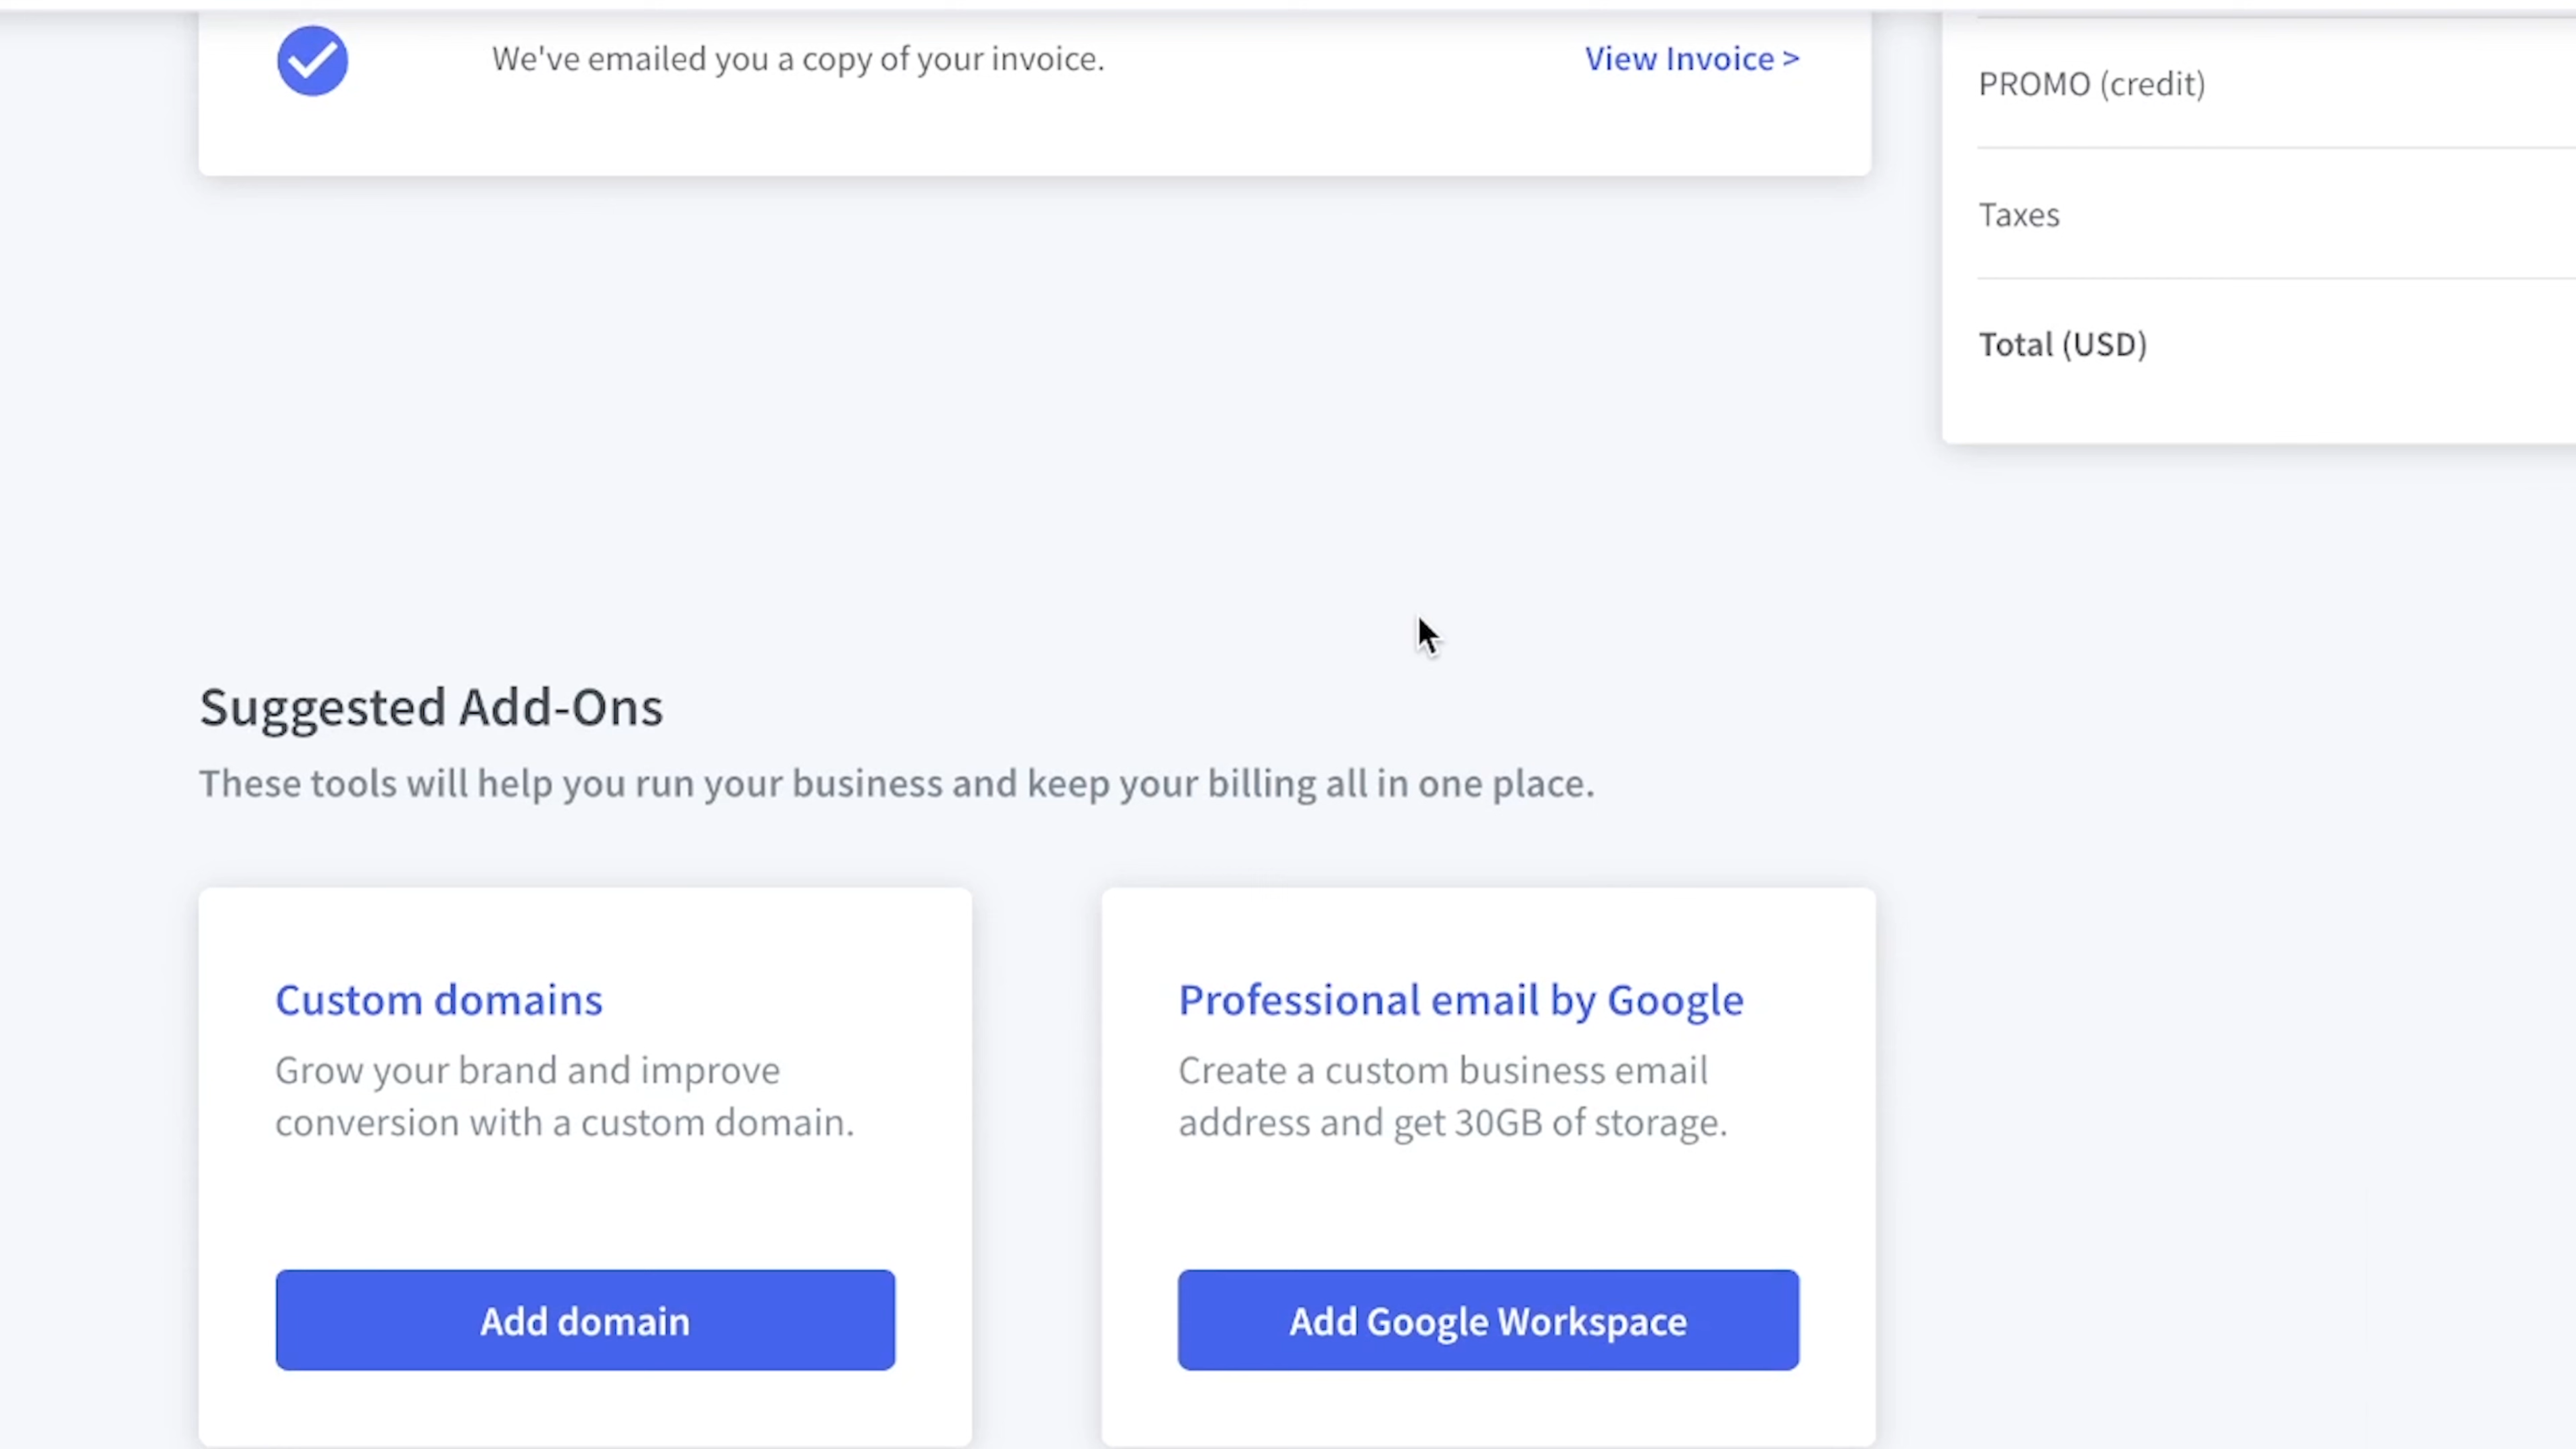 We've emailed you a copy of your invoice.
View Invoice >
PROMO (credit)
Taxes
Total (USD)
Suggested Add-Ons
These tools will help you run your business and keep your billing all in one place.
Custom domains
Grow your brand and improve
conversion with a custom domain.
Add domain
Professional email by Google
Create a custom business email
address and get 30GB of storage.
Add Google Workspace